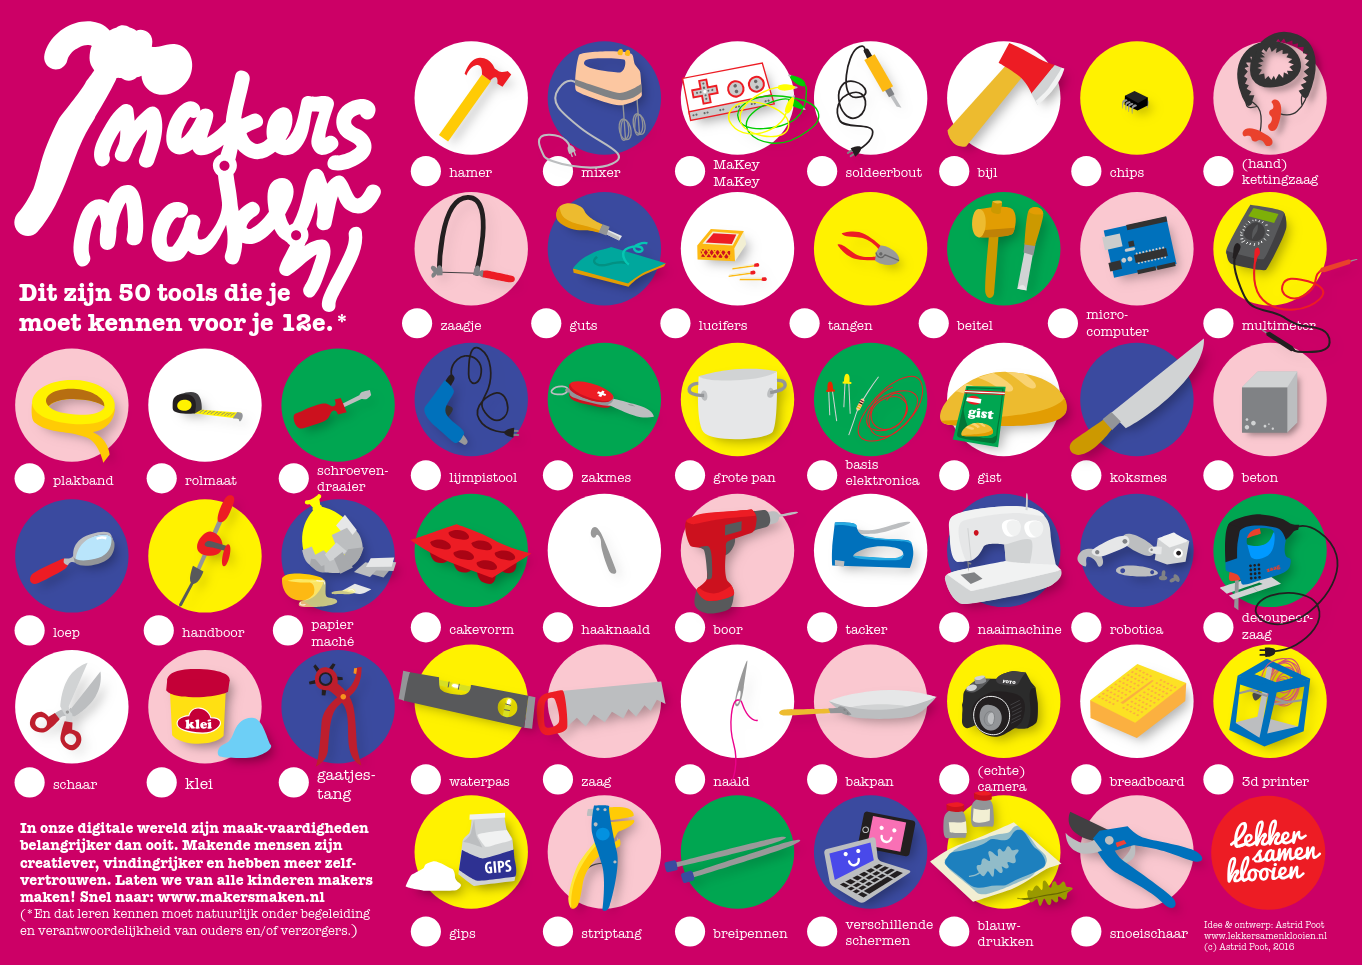 makers
maken
nl
Dit zijn 50 tools die je
moet kennen voor je 12e.*
hamer
mixer
MaKey
MaKey
soldeerbout
bijl
chips
(hand)
kettingzaag
zaagje
guts
lucifers
tangen
beitel
micro-
computer
multimeter
plakband
rolmaat
schroeven-
draaier
lijmpistool
zakmes
grote pan
basis
elektronica
gist
gist
koksmes
beton
loep
handboor
papier
maché
cakevorm
haaknaald
boor
tacker
naaimachine
robotica
decoupeer-
zaag
klei
FOTO
schaar
klei
gaatjes-
tang
waterpas
zaag
naald
bakpan
(echte)
camera
breadboard
3d printer
In onze digitale wereld zijn maak-vaardigheden
belangrijker dan ooit. Makende mensen zijn
creatiever, vindingrijker en hebben meer zelf-
vertrouwen. Laten we van alle kinderen makers
maken! Snel naar: www.makersmaken.nl
(*En dat leren kennen moet natuurlijk onder begeleiding
en verantwoordelijkheid van ouders en/of verzorgers.)
GIPS
gips
striptang
breipennen
verschillende
schermen
blauw-
drukken
snoeischaar
lekker
samen
klooien
Idee & ontwerp: Astrid Poot
www.lekkersamenklooien.nl
(c) Astrid Poot, 2016